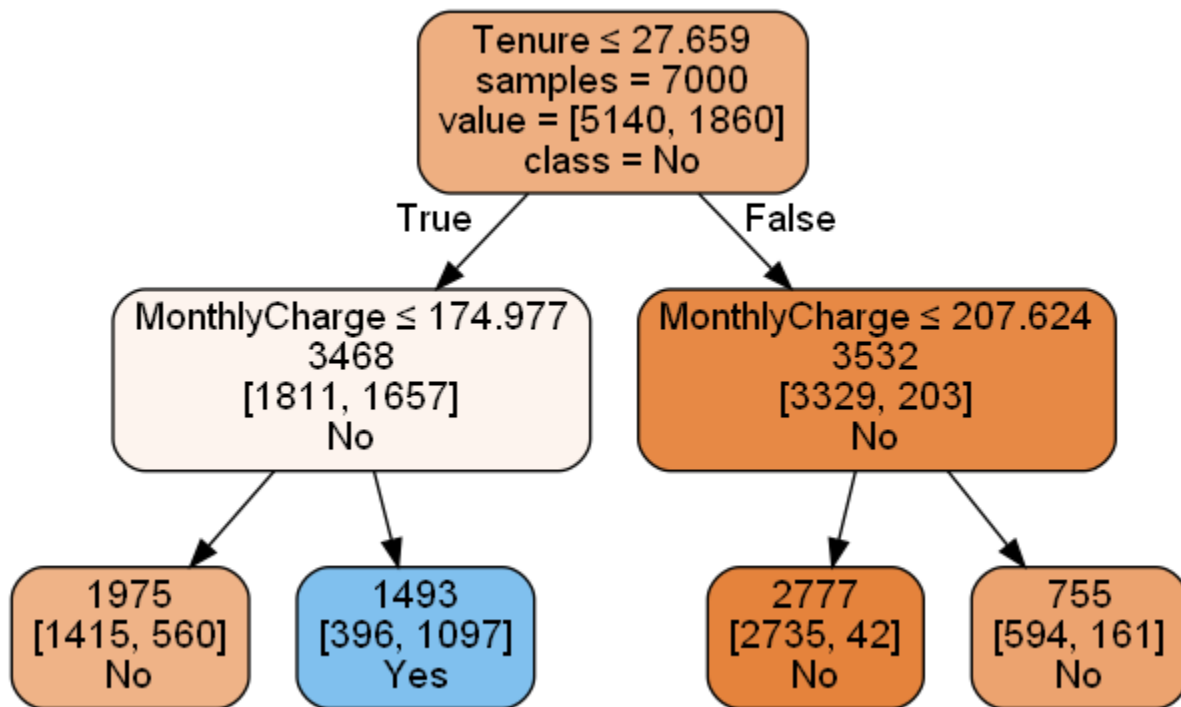 Tenure ≤ 27.659
samples = 7000
value = [5140, 1860]
class = No
True
False
MonthlyCharge ≤ 174.977
3468
[1811, 1657]
No
MonthlyCharge ≤ 207.624
3532
[3329, 203]
No
1975
[1415, 560]
No
1493
[396, 1097]
Yes
2777
[2735, 42]
No
755
[594, 161]
No